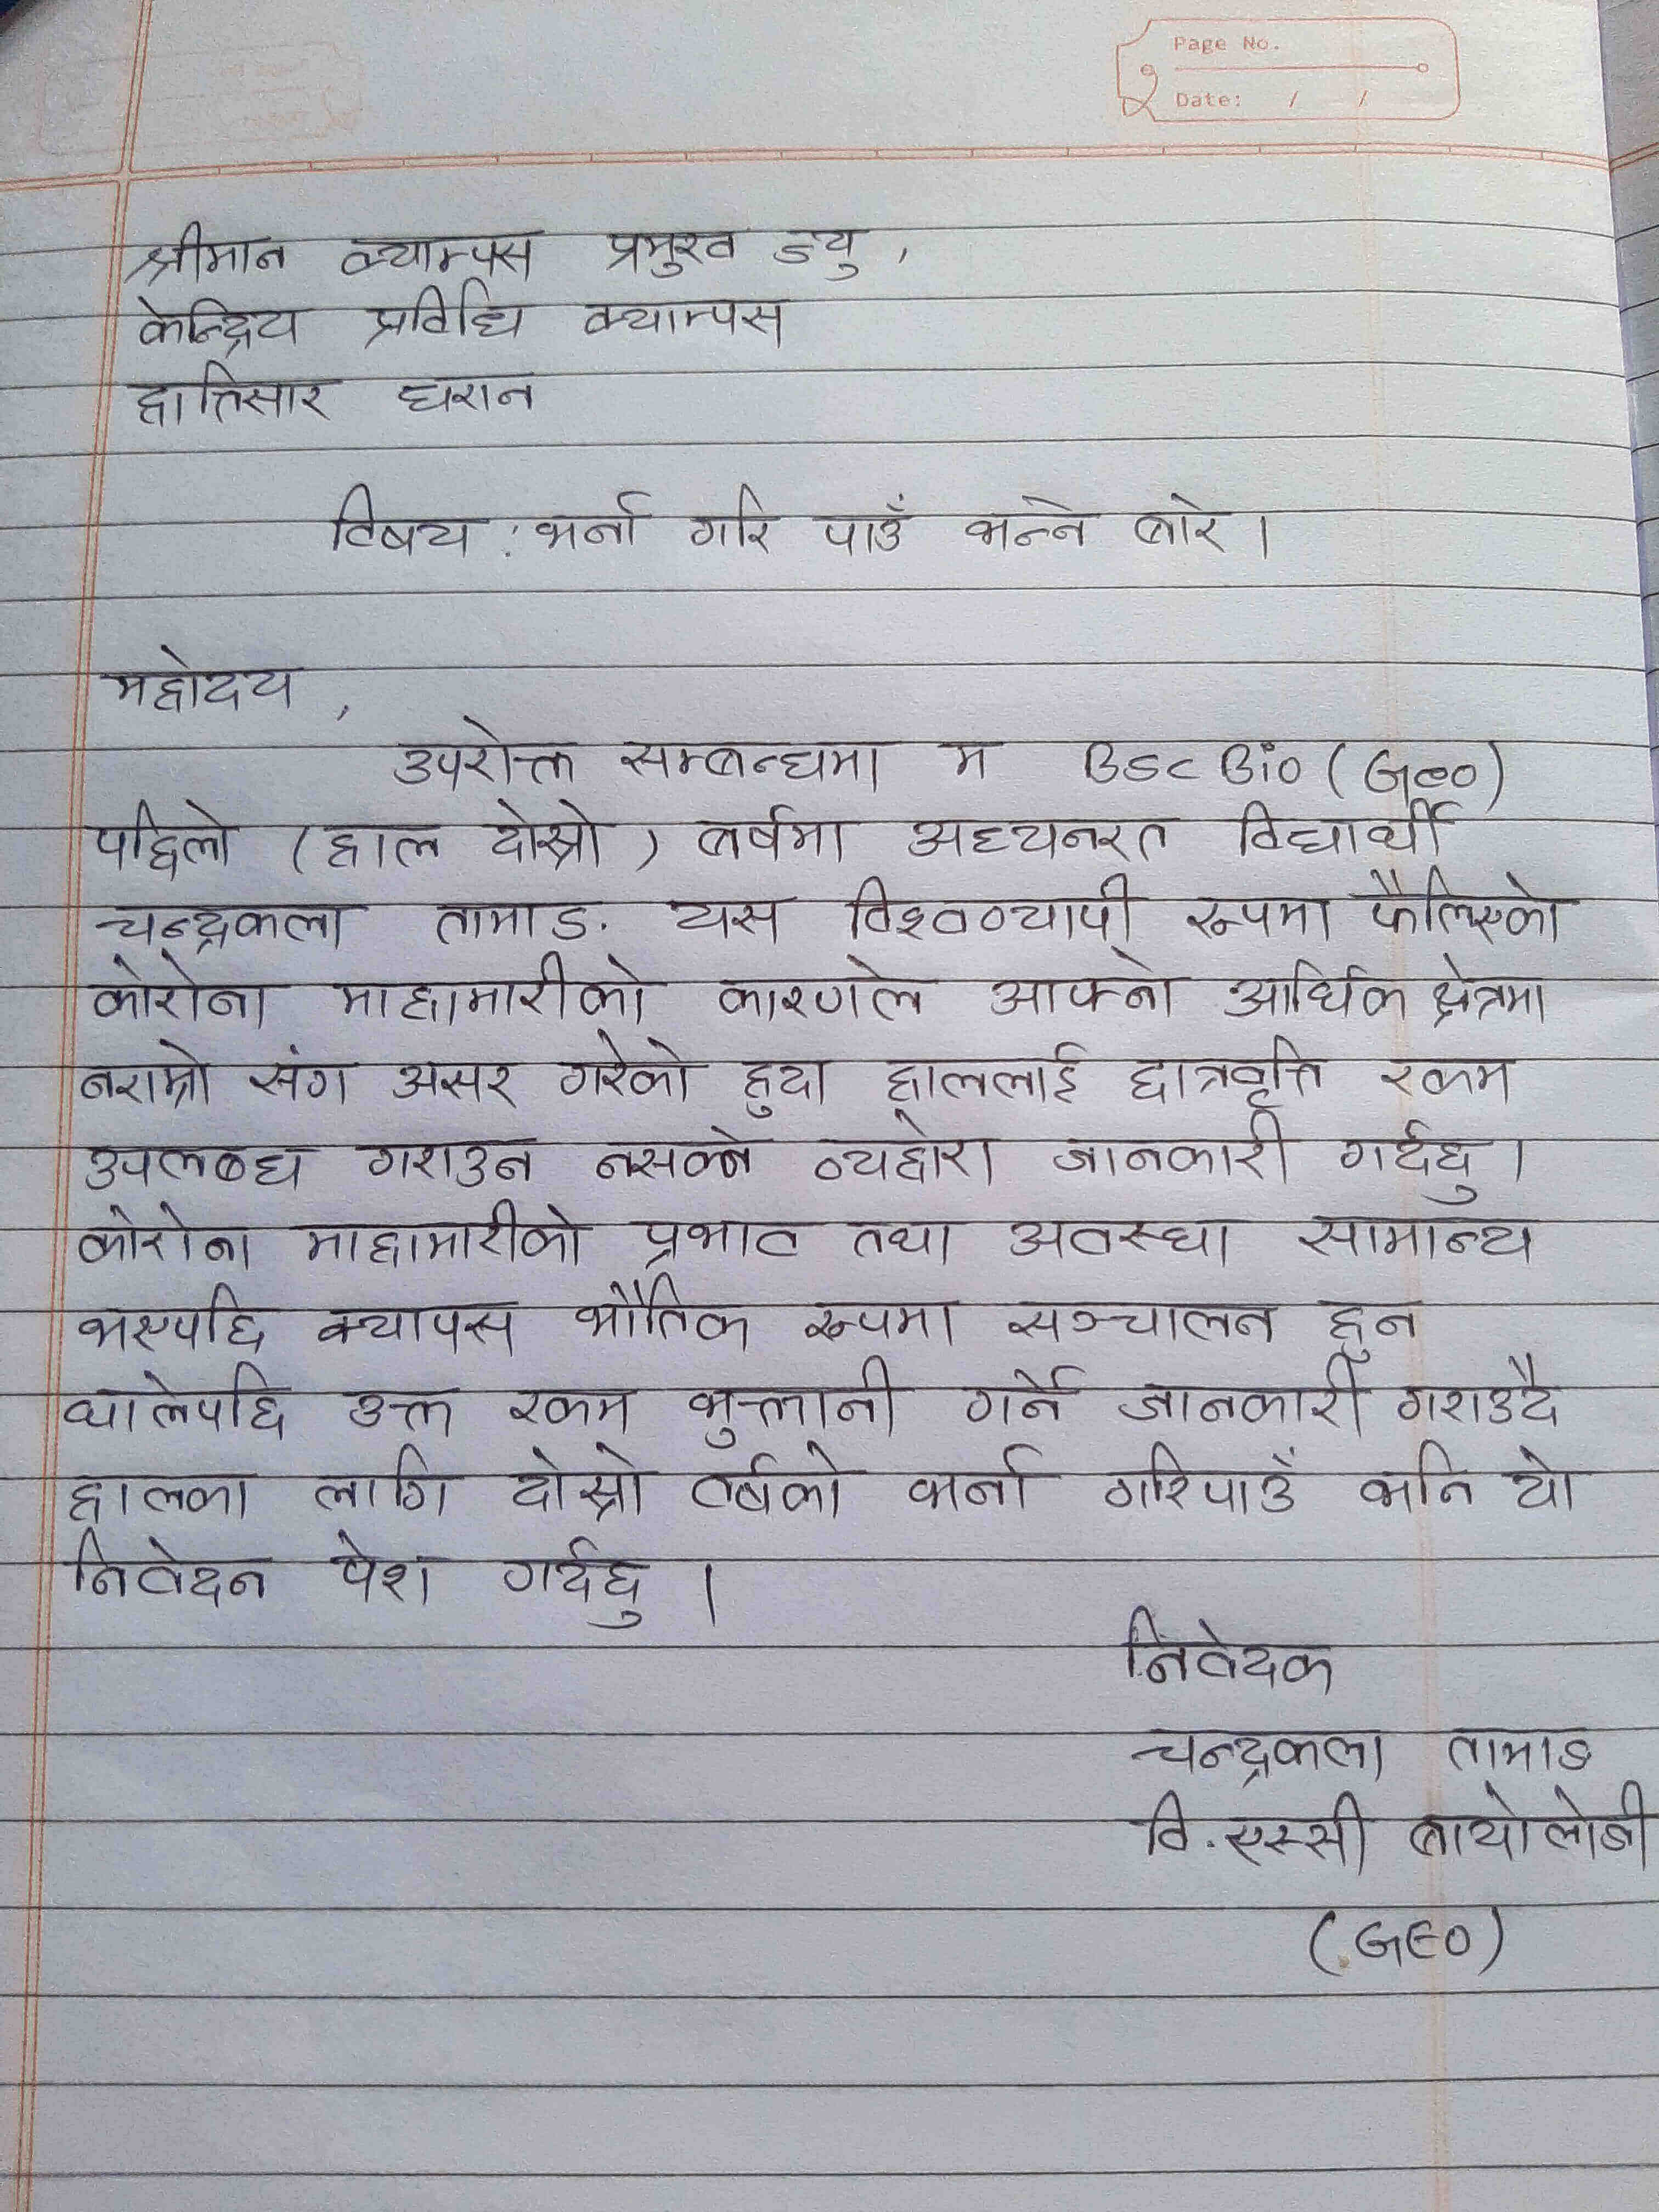 Page No.
Date: / /
श्रीमान क्याम्पस प्रमुख ज्यु,
केन्द्रिय प्रविधि क्याम्पस
हात्तिसार धरान
विषय : भर्ना गरि पाउँ भन्ने बारे ।
महोदय,
उपरोक्त सम्बन्धमा म Bsc Bio (Geo)
पहिलो (हाल दोस्रो) बर्षमा अध्यनरत विद्यार्थी
चन्द्रकला तामाङ. यस विश्वव्यापी रूपमा फैलिएको
कोरोना माहामारीको कारणले आफ्नो आर्थिक क्षेत्रमा
नराम्रो संग असर गरेको हुदा हाललाई छात्रवृत्ति रकम
उपलब्ध गराउन नसक्ने व्यहोरा जानकारी गर्दछु ।
कोरोना माहामारीको प्रभाव तथा अवस्था सामान्य
भएपछि क्यापस भौतिक रूपमा सञ्चालन हुन
थालेपछि उक्त रकम भुक्तानी गर्ने जानकारी गराउदै
हालका लागि दोस्रो वर्षको भर्ना गरिपाउँ भनि यो
निवेदन पेश गर्दछु ।
निवेदक
चन्द्रकला तामाङ
वि.एस्सी बायोलोजी
(GEO)